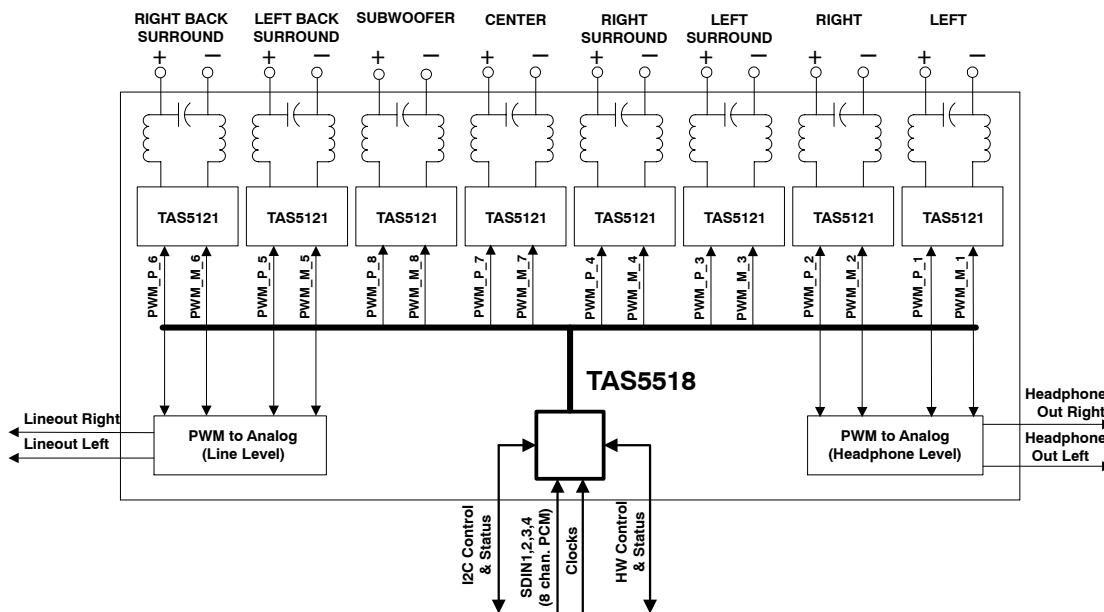 RIGHT BACK
SURROUND
LEFT BACK
SURROUND
SUBWOOFER
CENTER
RIGHT
SURROUND
LEFT
SURROUND
RIGHT
LEFT
+ − + − + − + − + − + − + − + −
TAS5121
TAS5121
TAS5121
TAS5121
TAS5121
TAS5121
TAS5121
TAS5121
PWM_P_6
PWM_M_6
PWM_P_5
PWM_M_5
PWM_P_8
PWM_M_8
PWM_P_7
PWM_M_7
PWM_P_4
PWM_M_4
PWM_P_3
PWM_M_3
PWM_P_2
PWM_M_2
PWM_P_1
PWM_M_1
TAS5518
Lineout Right
Lineout Left
PWM to Analog
(Line Level)
PWM to Analog
(Headphone Level)
Headphone
Out Right
Headphone
Out Left
I2C Control
& Status
SDIN1,2,3,4
(8 chan. PCM)
Clocks
HW Control
& Status